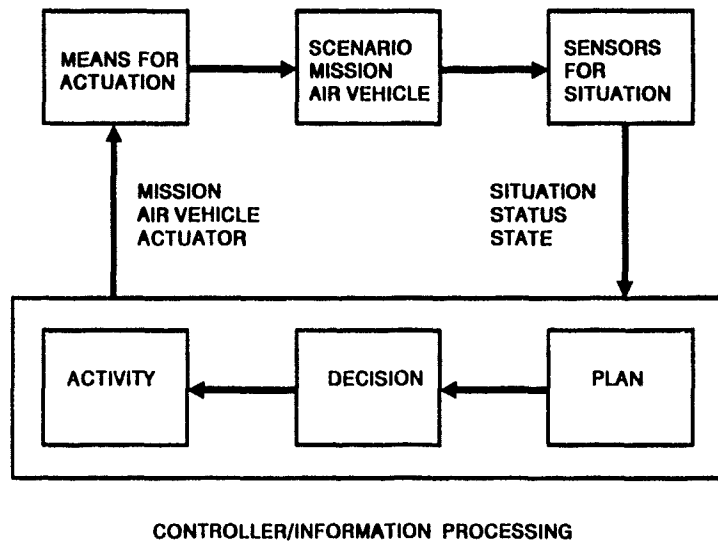 MEANS FOR
ACTUATION
SCENARIO
MISSION
AIR VEHICLE
SENSORS
FOR
SITUATION
MISSION
AIR VEHICLE
ACTUATOR
SITUATION
STATUS
STATE
ACTIVITY
DECISION
PLAN
CONTROLLER/INFORMATION PROCESSING